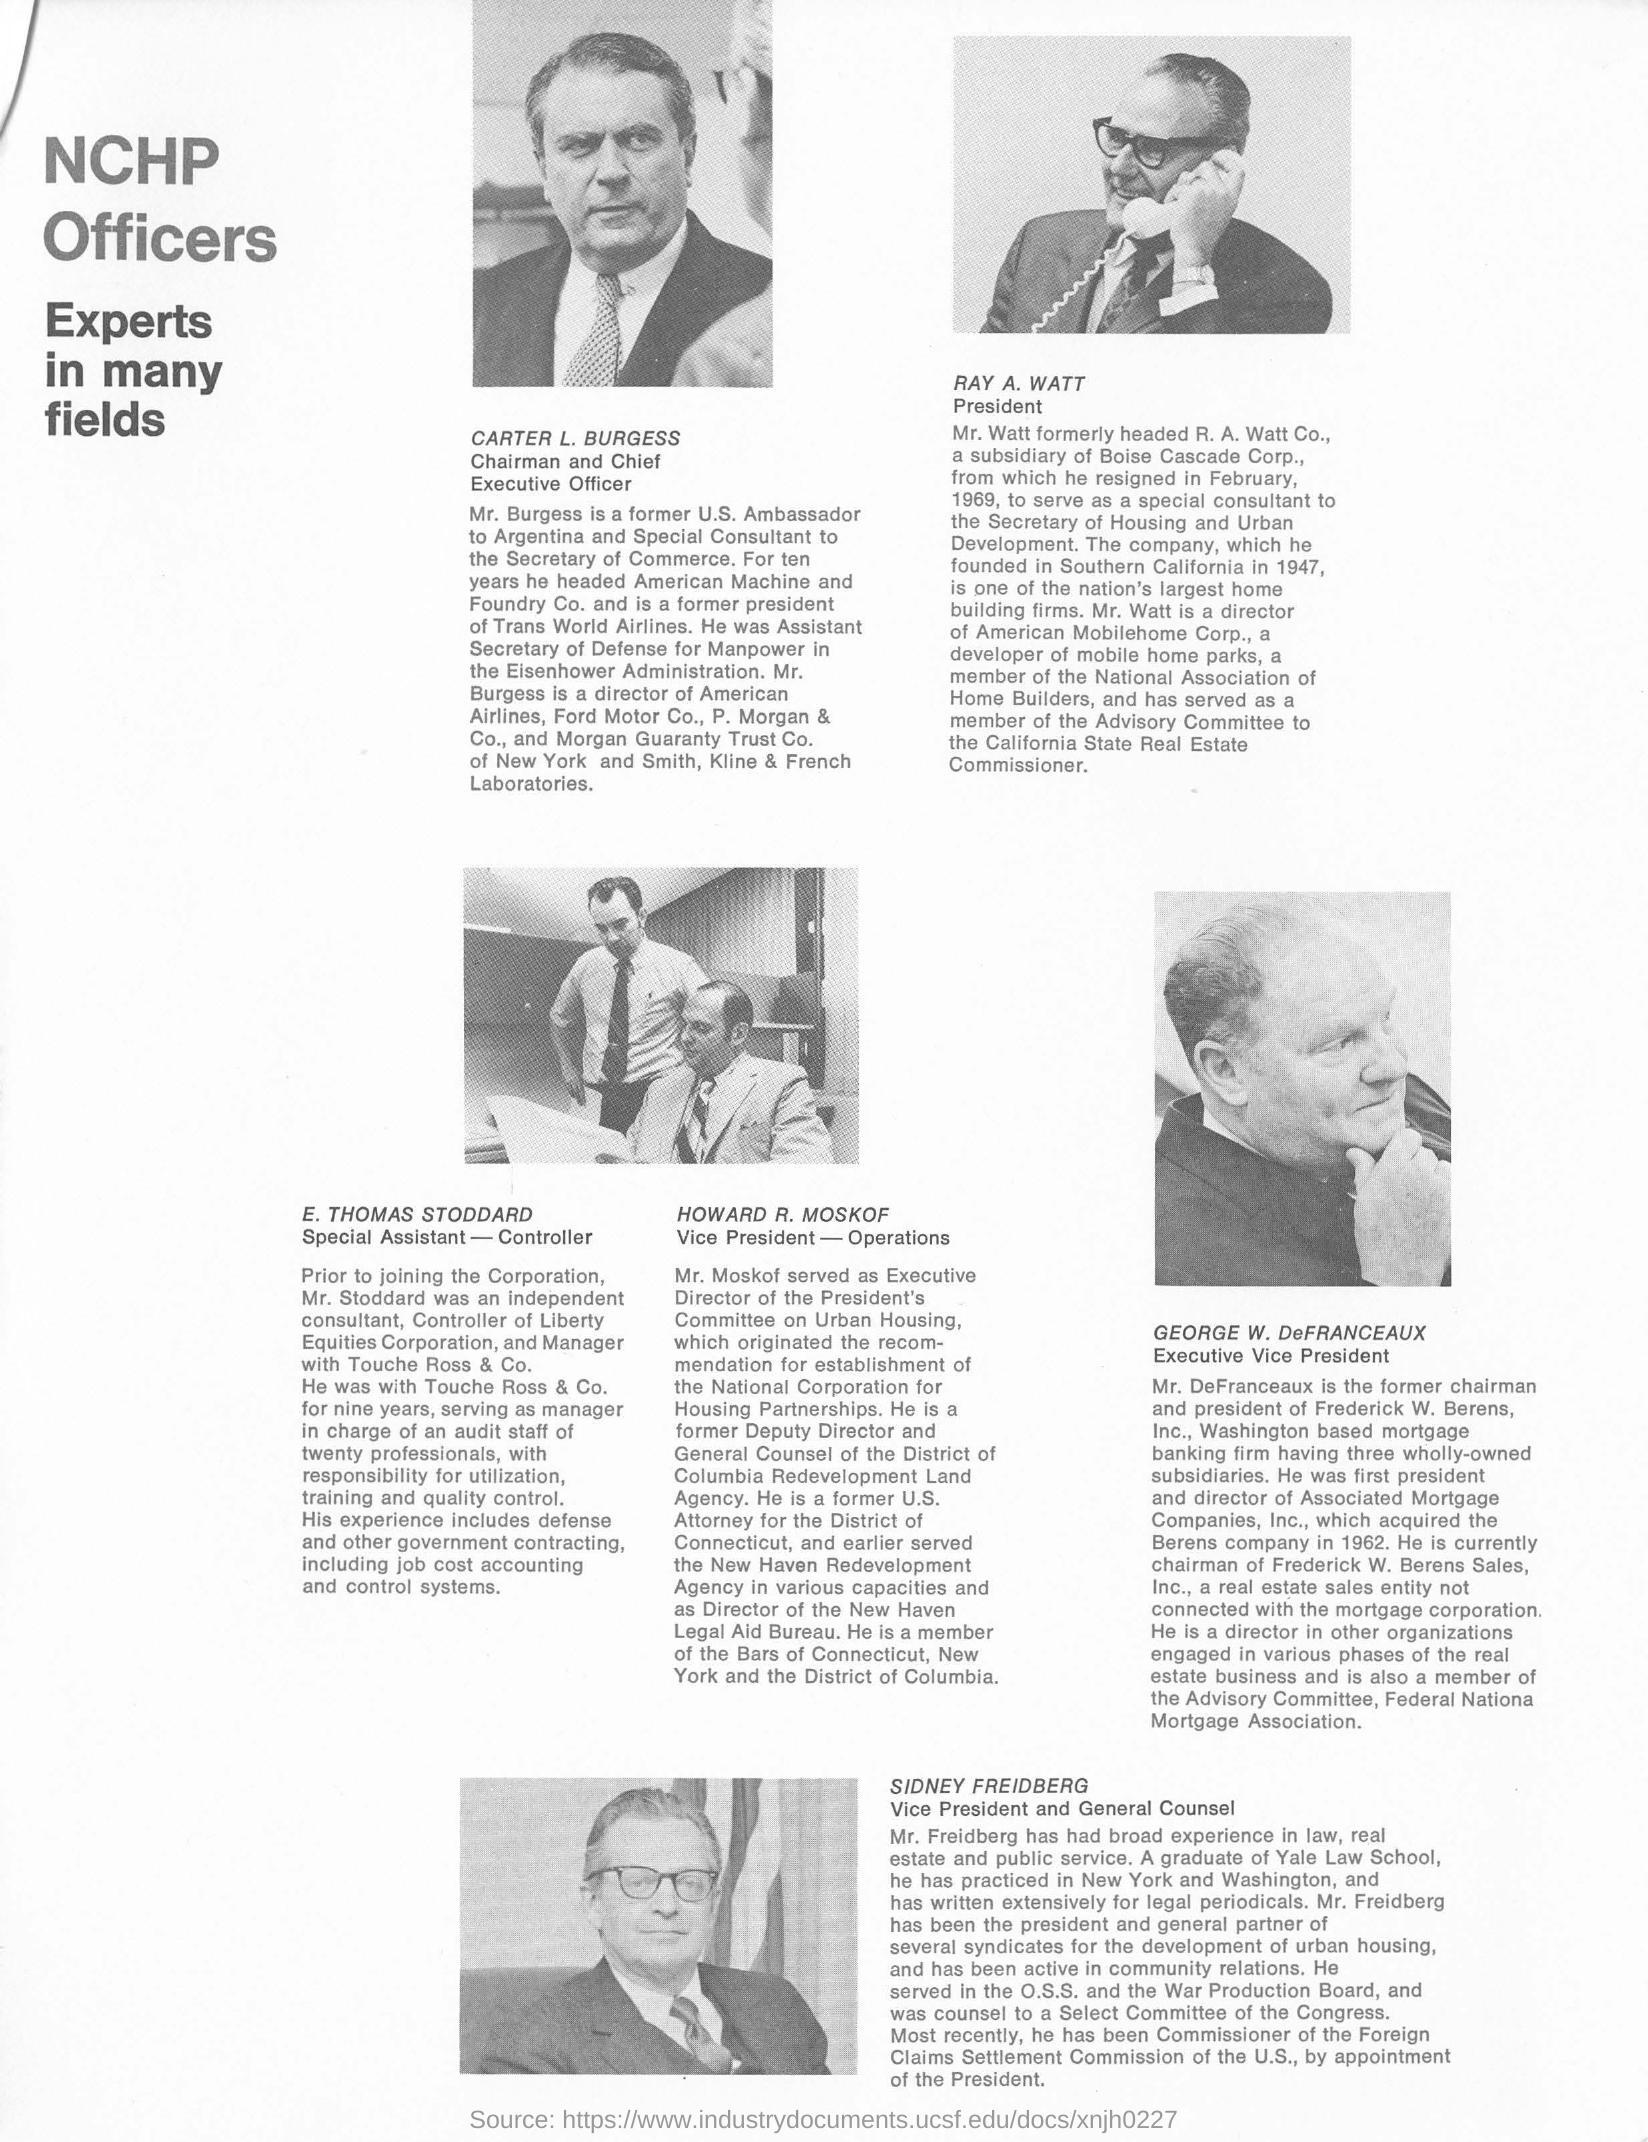 NCHP
Officers
Experts
in many
fields
CARTER L. BURGESS
Chairman and Chief
Executive Officer
Mr. Burgess is a former U.S. Ambassador
to Argentina and Special Consultant to
the Secretary of Commerce. For ten
years he headed American Machine and
Foundry Co. and is a former president
of Trans World Airlines. He was Assistant
Secretary of Defense for Manpower in
the Eisenhower Administration. Mr.
Burgess is a director of American
Airlines, Ford Motor Co., P. Morgan &
Co., and Morgan Guaranty Trust Co.
of New York and Smith, Kline & French
Laboratories.
RAY A. WATT
President
Mr. Watt formerly headed R. A. Watt Co.,
a subsidiary of Boise Cascade Corp.,
from which he resigned in February,
1969, to serve as a special consultant to
the Secretary of Housing and Urban
Development. The company, which he
founded in Southern California in 1947,
is one of the nation's largest home
building firms. Mr. Watt is a director
of American Mobilehome Corp., a
developer of mobile home parks, a
member of the National Association of
Home Builders, and has served as a
member of the Advisory Committee to
the California State Real Estate
Commissioner.
E. THOMAS STODDARD
Special Assistant — Controller
Prior to joining the Corporation,
Mr. Stoddard was an independent
consultant, Controller of Liberty
Equities Corporation, and Manager
with Touche Ross & Co.
He was with Touche Ross & Co.
for nine years, serving as manager
in charge of an audit staff of
twenty professionals, with
responsibility for utilization,
training and quality control.
His experience includes defense
and other government contracting,
including job cost accounting
and control systems.
HOWARD R. MOSKOF
Vice President — Operations
Mr. Moskof served as Executive
Director of the President's
Committee on Urban Housing,
which originated the recom-
mendation for establishment of
the National Corporation for
Housing Partnerships. He is a
former Deputy Director and
General Counsel of the District of
Columbia Redevelopment Land
Agency. He is a former U.S.
Attorney for the District of
Connecticut, and earlier served
the New Haven Redevelopment
Agency in various capacities and
as Director of the New Haven
Legal Aid Bureau. He is a member
of the Bars of Connecticut, New
York and the District of Columbia.
GEORGE W. DeFRANCEAUX
Executive Vice President
Mr. DeFranceaux is the former chairman
and president of Frederick W. Berens,
Inc., Washington based mortgage
banking firm having three wholly-owned
subsidiaries. He was first president
and director of Associated Mortgage
Companies, Inc., which acquired the
Berens company in 1962. He is currently
chairman of Frederick W. Berens Sales,
Inc., a real estate sales entity not
connected with the mortgage corporation.
He is a director in other organizations
engaged in various phases of the real
estate business and is also a member of
the Advisory Committee, Federal Nationa
Mortgage Association.
SIDNEY FREIDBERG
Vice President and General Counsel
Mr. Freidberg has had broad experience in law, real
estate and public service. A graduate of Yale Law School,
he has practiced in New York and Washington, and
has written extensively for legal periodicals. Mr. Freidberg
has been the president and general partner of
several syndicates for the development of urban housing,
and has been active in community relations. He
served in the O.S.S. and the War Production Board, and
was counsel to a Select Committee of the Congress.
Most recently, he has been Commissioner of the Foreign
Claims Settlement Commission of the U.S., by appointment
of the President.
Source: https://www.industrydocuments.ucsf.edu/docs/xnjh0227